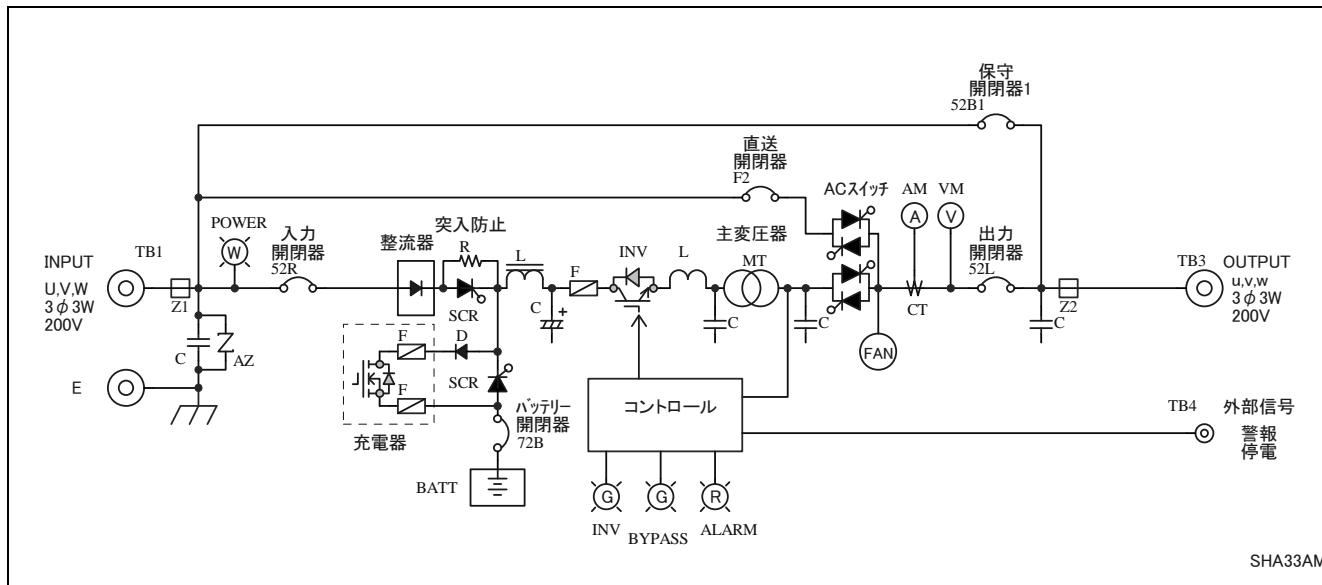 保守
開閉器1
52B1
直送
開閉器
F2
ACスイッチ
AM
VM
A
V
POWER
W
入力
開閉器
52R
整流器
突入防止
R
SCR
L
C
+
F
INV
L
主変圧器
MT
C
C
CT
出力
開閉器
52L
C
Z2
TB3
OUTPUT
u,v,w
3φ3W
200V
INPUT
U,V,W
3φ3W
200V
TB1
Z1
C
AZ
E
F
D
F
SCR
充電器
バッテリー
開閉器
72B
BATT
FAN
コントロール
TB4
外部信号
警報
停電
G
G
R
INV
BYPASS
ALARM
SHA33AM